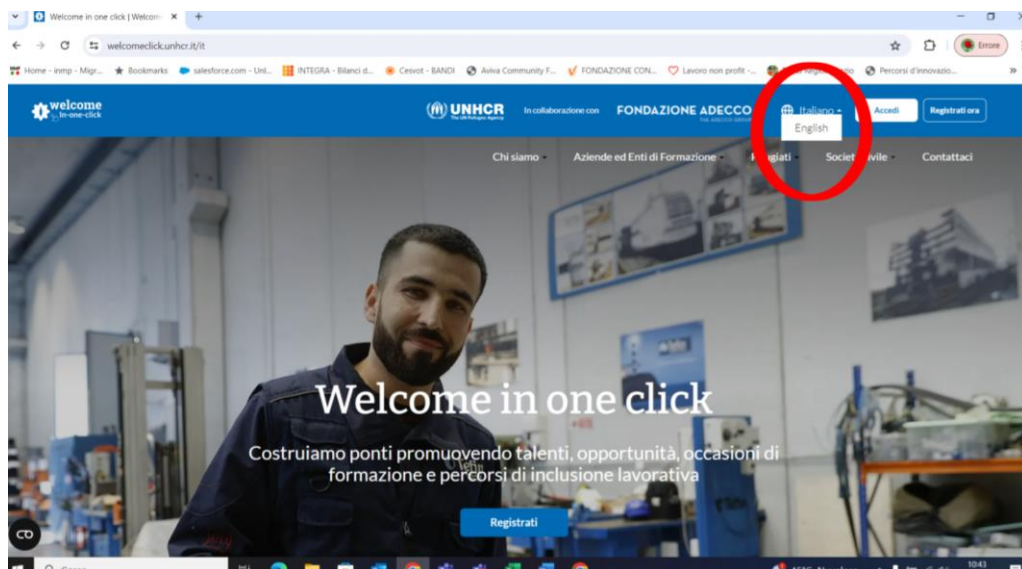 Welcome in one click | Welcom
welcomeclick.unhcr.it/it
Errore
Home - inmp - Migr...
Bookmarks
salesforce.com - Uni...
INTEGRA - Bilanci d...
Cesvot - BANDI
Aviva Community F...
FONDAZIONE CON...
Lavoro non profit -...
Percorsi d'innovazio...
welcome
In-one-click
UNHCR
The UN Refugee Agency
In collaborazione con
FONDAZIONE ADECCO
THE ADECCO GROUP
Italiano
Accedi
Registrati ora
English
Chi siamo
Aziende ed Enti di Formazione
Contattaci
Welcome in one click
Costruiamo ponti promuovendo talenti, opportunità, occasioni di
formazione e percorsi di inclusione lavorativa
Registrati
10:43